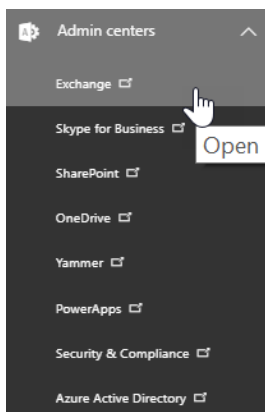 Admin centers
Exchange
Skype for Business
Open
SharePoint
OneDrive
Yammer
PowerApps
Security & Compliance
Azure Active Directory